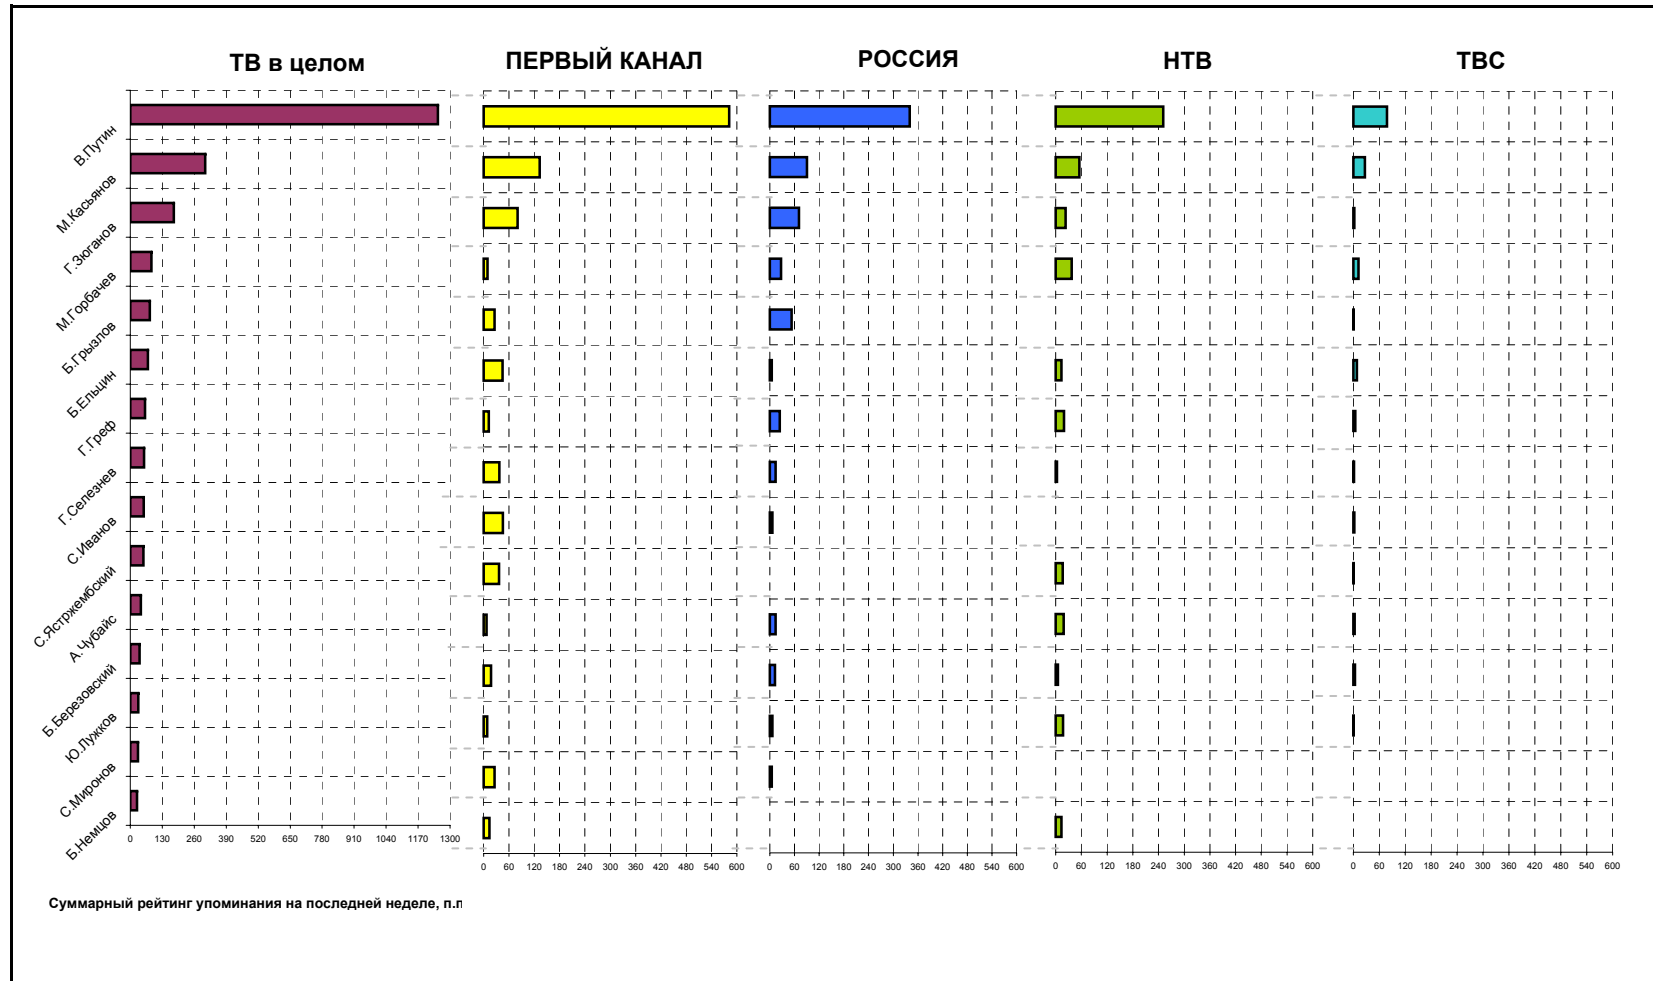 ТВ в целом
ПЕРВЫЙ КАНАЛ
РОССИЯ
НТВ
ТВС
В.Путин
М.Касьянов
Г.Зюганов
М.Горбачев
Б.Грызлов
Б.Ельцин
Г.Греф
Г.Селезнев
С.Иванов
С.Ястржембский
А.Чубайс
Б.Березовский
Ю.Лужков
С.Миронов
Б.Немцов
0 130 260 390 520 650 780 910 1040 1170 1300
0 60 120 180 240 300 360 420 480 540 600
0 60 120 180 240 300 360 420 480 540 600
0 60 120 180 240 300 360 420 480 540 600
0 60 120 180 240 300 360 420 480 540 600
Суммарный рейтинг упоминания на последней неделе, п.п